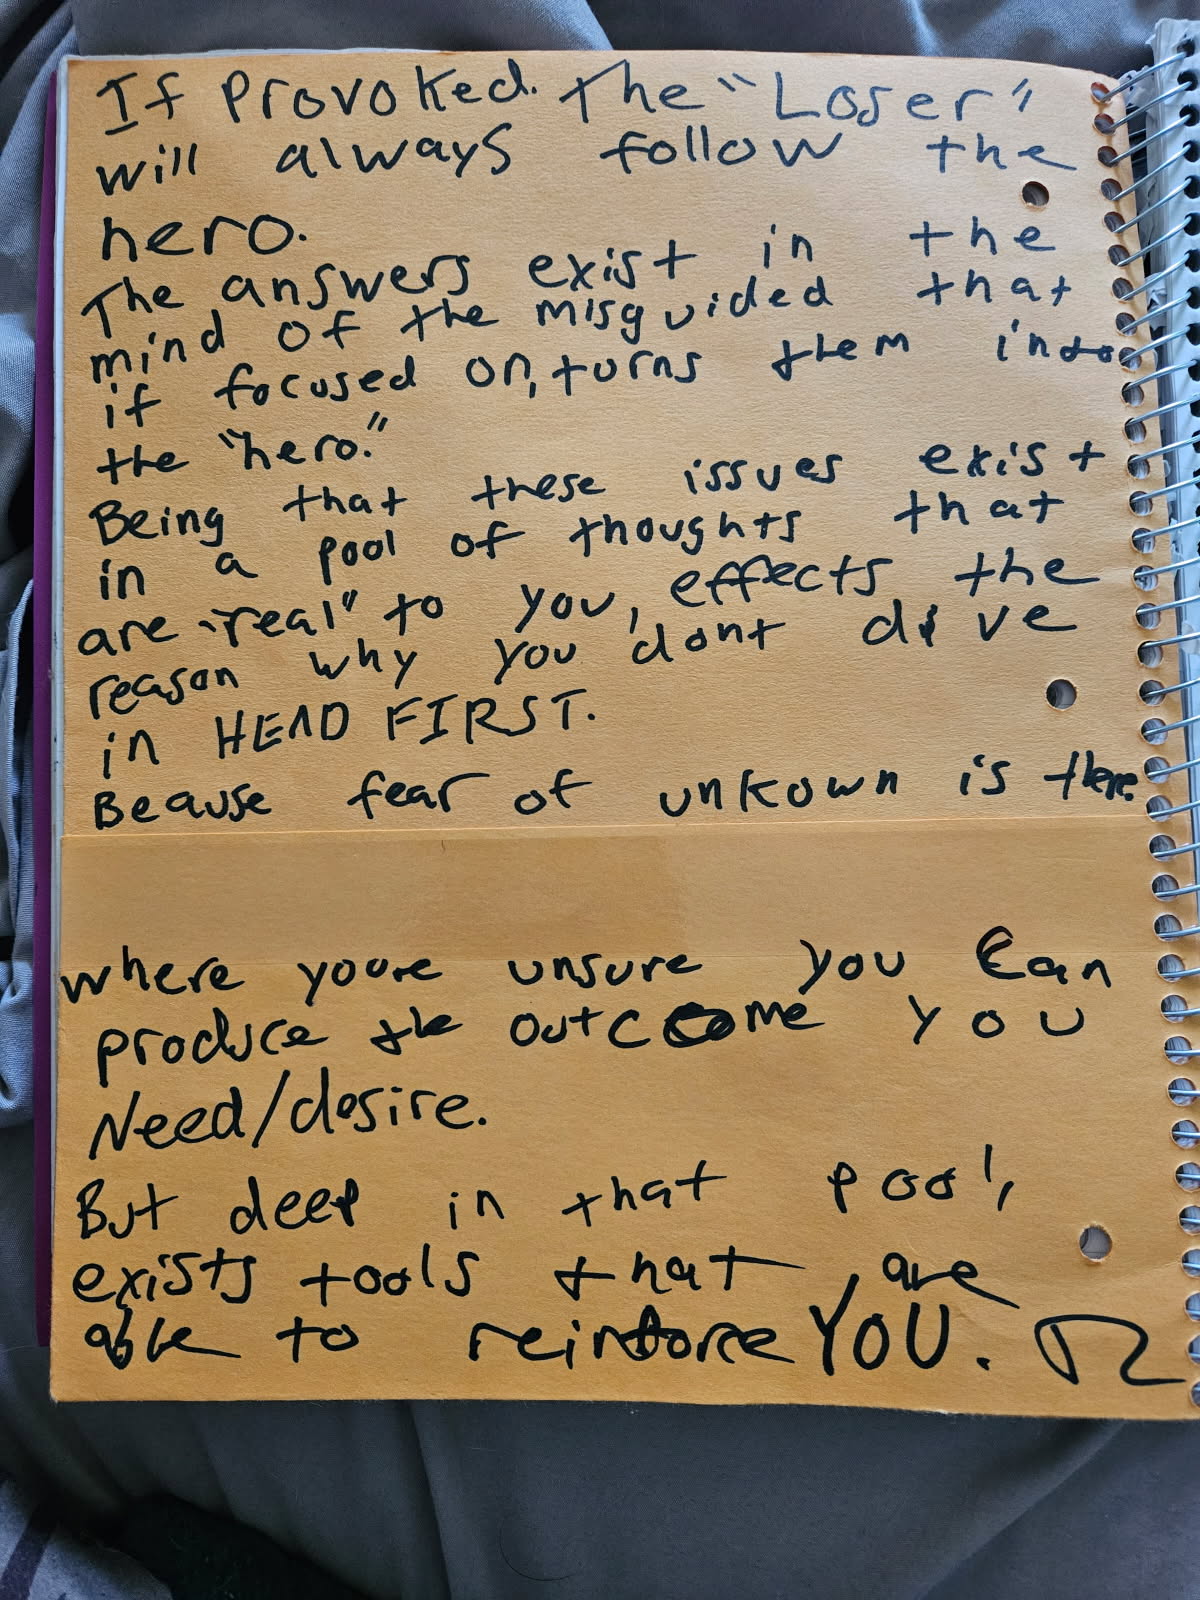 If Provoked. The "Loser"
will always follow the
hero.
The answers exist in the
mind of the misguided that
if focused on, turns them into
the "hero."
Being that these issues exist
in a pool of thoughts that
are "real" to you, effects the
reason why you dont dive
in HEAD FIRST.
Beause fear of unkown is there.
where youre unsure you Can
produce the outcome you
Need/desire.
But deep in that pool,
exists tools that are
able to reinforce YOU.